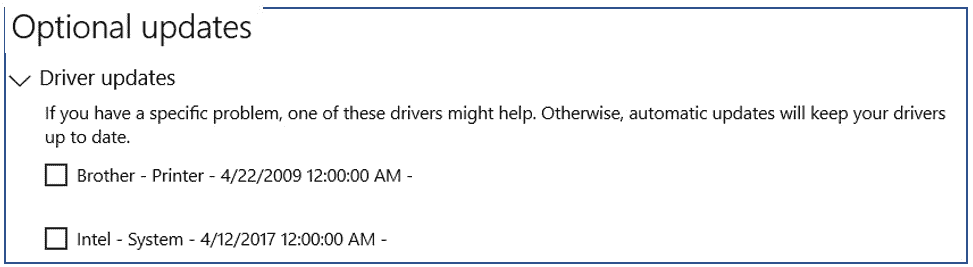 Optional updates
Driver updates
If you have a specific problem, one of these drivers might help. Otherwise, automatic updates will keep your drivers
up to date.
Brother - Printer - 4/22/2009 12:00:00 AM -
Intel - System - 4/12/2017 12:00:00 AM -